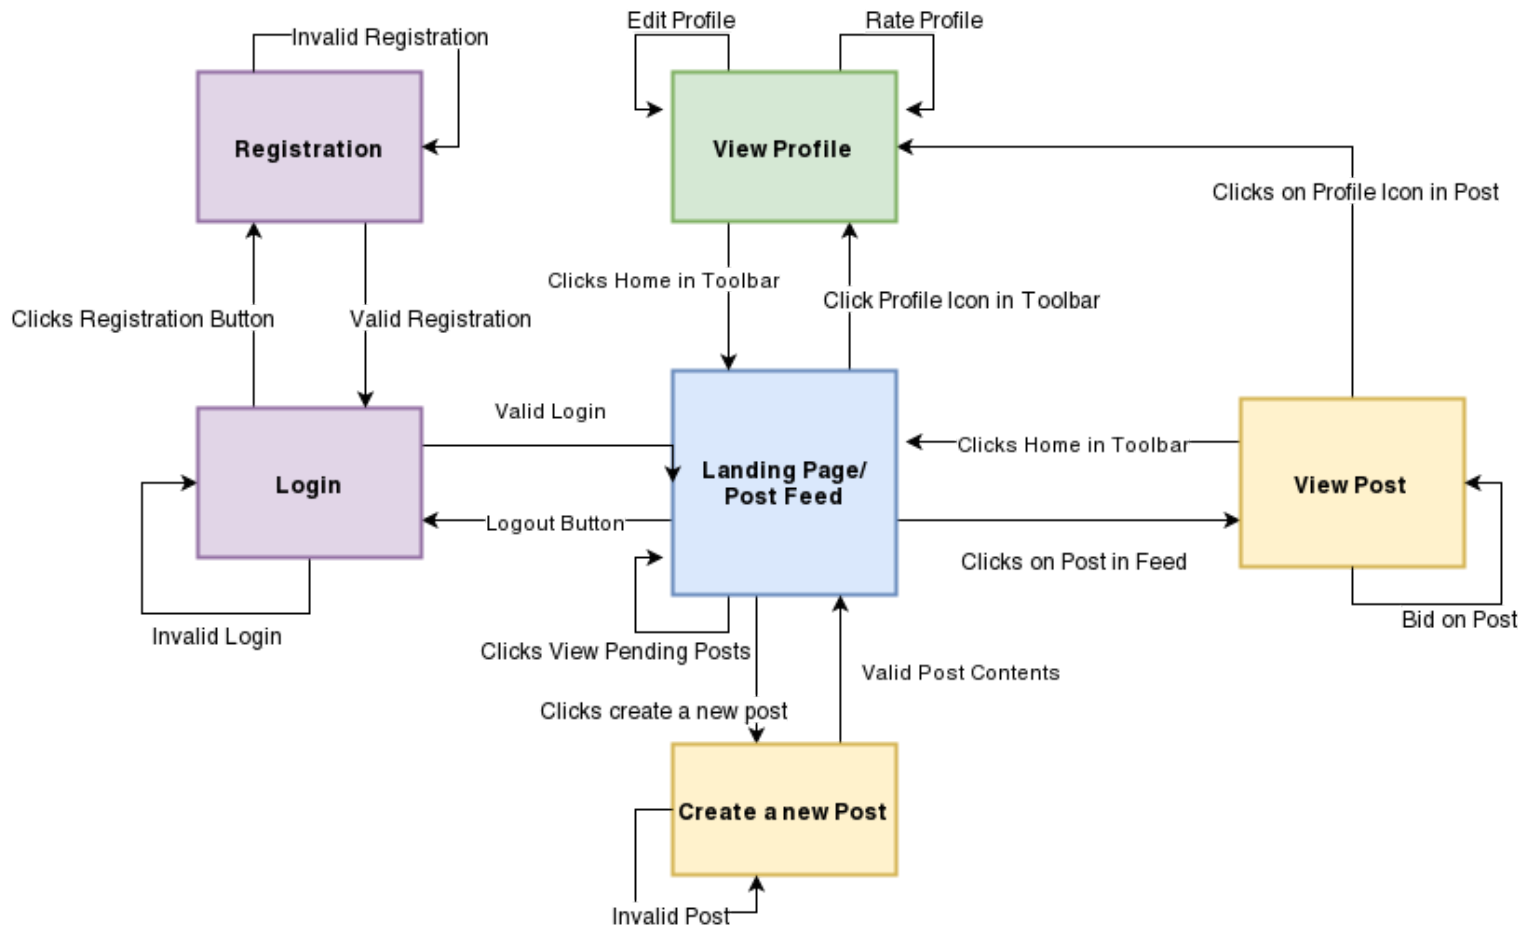 Edit Profile
Rate Profile
Invalid Registration
Registration
View Profile
Clicks on Profile Icon in Post
Clicks Home in Toolbar
Click Profile Icon in Toolbar
Clicks Registration Button
Valid Registration
Valid Login
Clicks Home in Toolbar
Landing Page/
Post Feed
Login
View Post
Logout Button
Clicks on Post in Feed
Bid on Post
Invalid Login
Clicks View Pending Posts
Valid Post Contents
Clicks create a new post
Create a new Post
Invalid Post